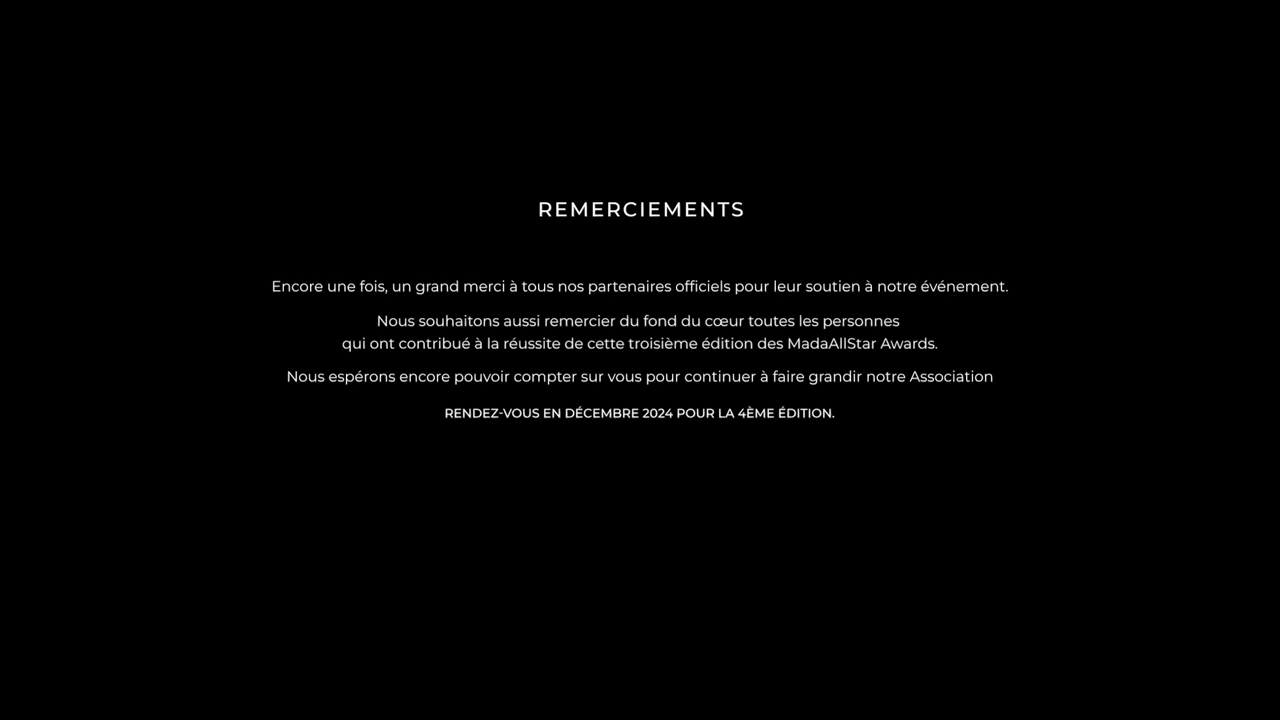 REMERCIEMENTS
Encore une fois, un grand merci à tous nos partenaires officiels pour leur soutien à notre événement.
Nous souhaitons aussi remercier du fond du cœur toutes les personnes
qui ont contribué à la réussite de cette troisième édition des MadaAllStar Awards.
Nous espérons encore pouvoir compter sur vous pour continuer à faire grandir notre Association
RENDEZ-VOUS EN DÉCEMBRE 2024 POUR LA 4ÈME ÉDITION.